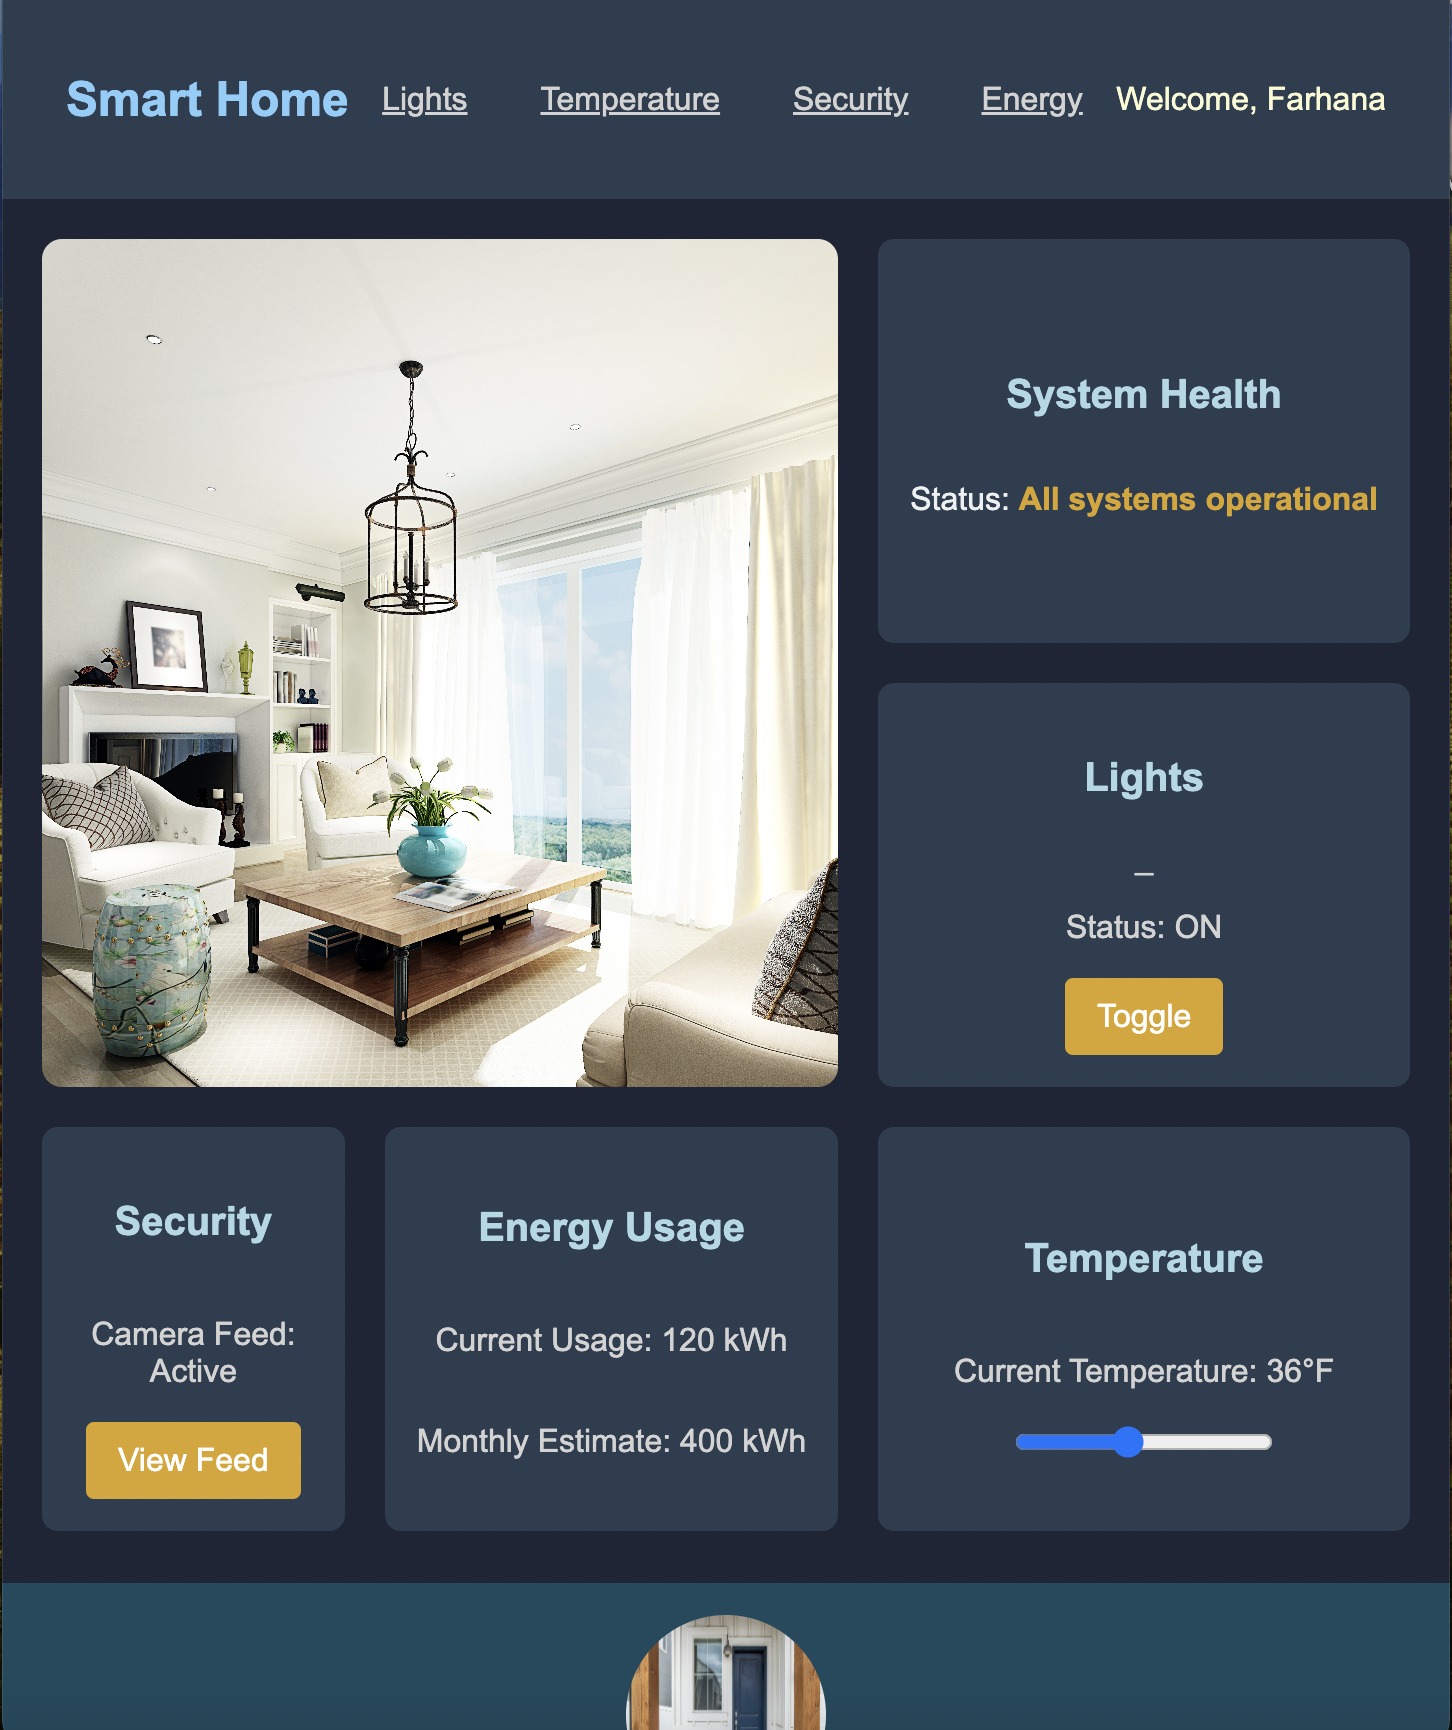 Smart Home Lights Temperature Security Energy Welcome, Farhana
System Health
Status: All systems operational
Lights
–
Status: ON
Toggle
Security
Camera Feed:
Active
View Feed
Energy Usage
Current Usage: 120 kWh
Monthly Estimate: 400 kWh
Temperature
Current Temperature: 36°F